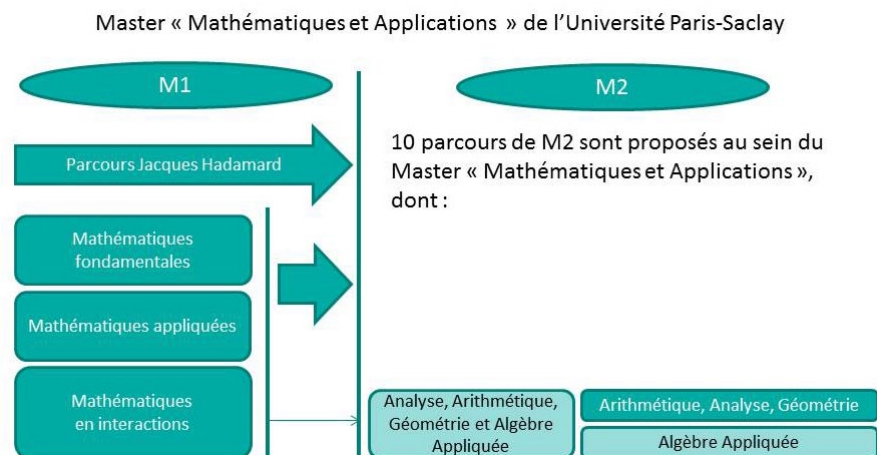 Master « Mathématiques et Applications » de l'Université Paris-Saclay
M1
M2
Parcours Jacques Hadamard
10 parcours de M2 sont proposés au sein du
Master « Mathématiques et Applications »,
dont :
Mathématiques
fondamentales
Mathématiques appliquées
Mathématiques
en interactions
Analyse, Arithmétique,
Géométrie et Algèbre
Appliquée
Arithmétique, Analyse, Géométrie
Algèbre Appliquée